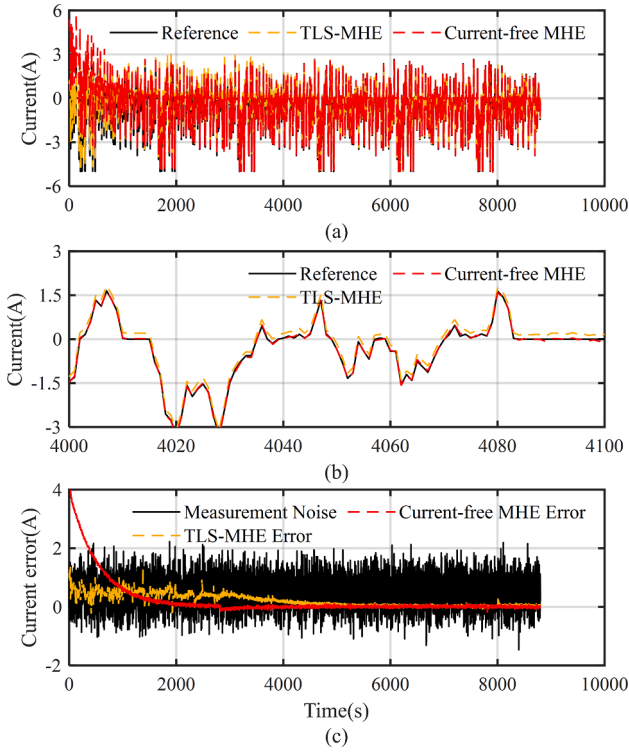 6
Reference TLS-MHE Current-free MHE
3
0
-3
-6
Current(A)
0 2000 4000 6000 8000 10000
(a)
3
Reference Current-free MHE
TLS-MHE
1.5
0
-1.5
-3
Current(A)
4000 4020 4040 4060 4080 4100
(b)
4
Measurement Noise Current-free MHE Error
TLS-MHE Error
2
0
-2
Current error(A)
0 2000 4000 6000 8000 10000
Time(s)
(c)